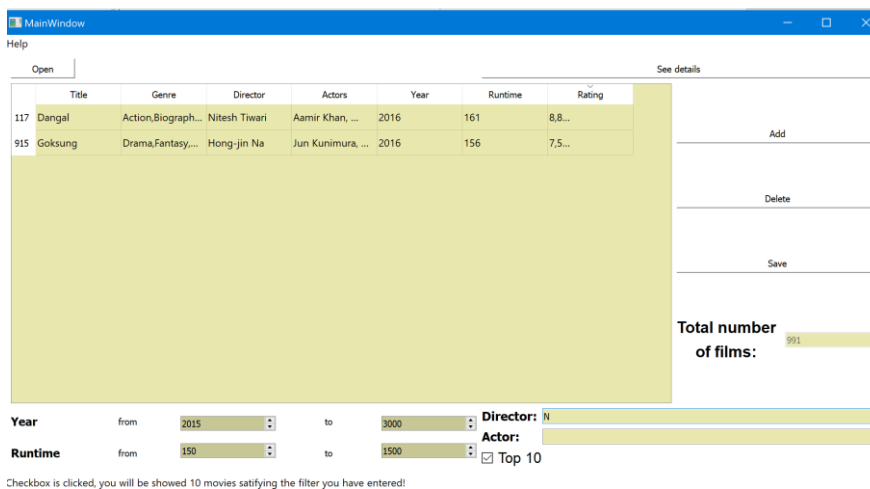 MainWindow
Help
Open
See details
Title Genre Director Actors Year Runtime Rating
117 Dangal Action,Biograph... Nitesh Tiwari Aamir Khan, ... 2016 161 8,8...
915 Goksung Drama,Fantasy,... Hong-jin Na Jun Kunimura, ... 2016 156 7,5...
Add
Delete
Save
Total number
of films:
991
Year from 2015 to 3000
Director: N
Actor:
Runtime from 150 to 1500
Top 10
Checkbox is clicked, you will be showed 10 movies satifying the filter you have entered!